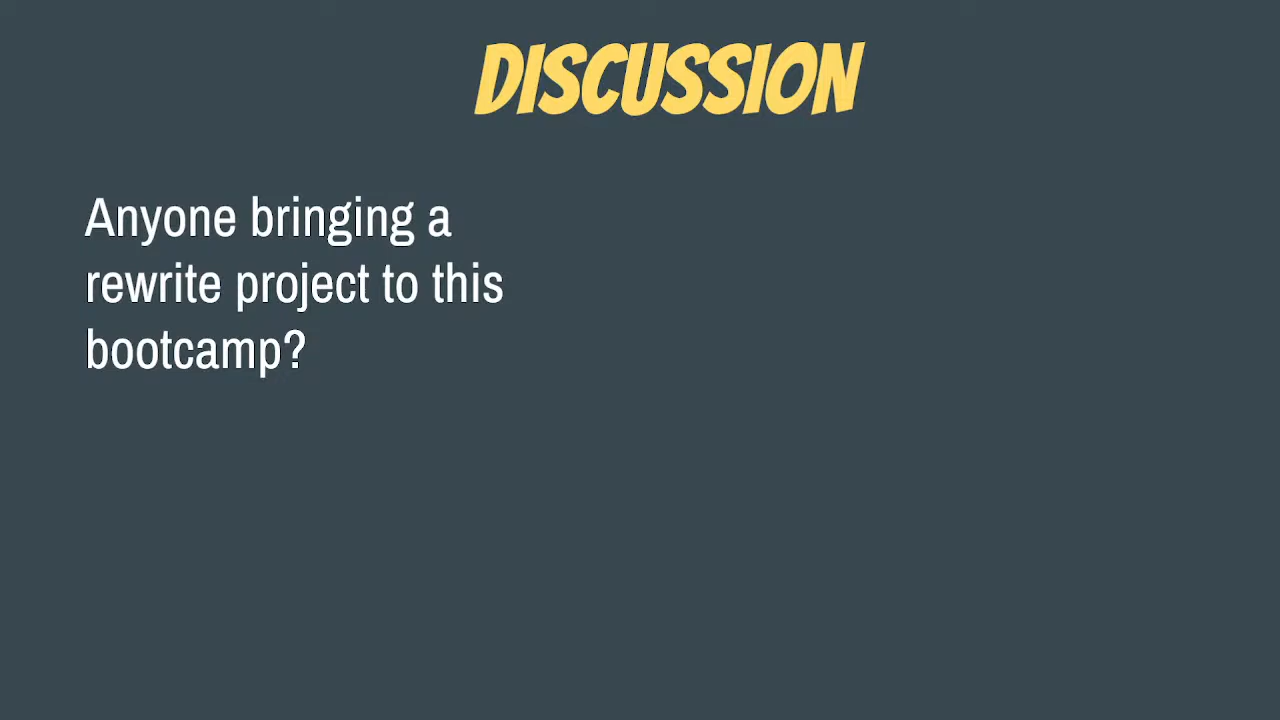 DISCUSSION
Anyone bringing a
rewrite project to this
bootcamp?